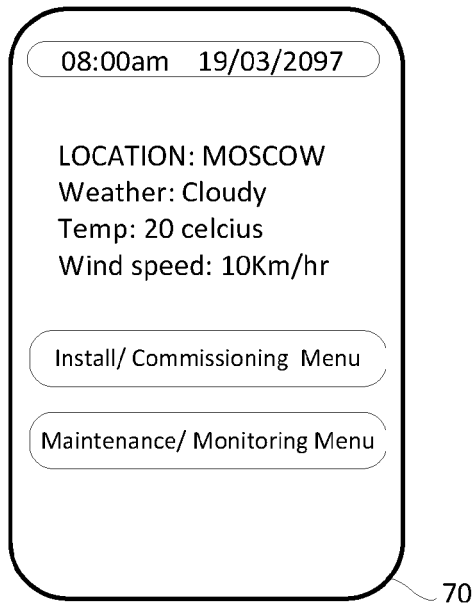 08:00am 19/03/2097
LOCATION: MOSCOW
Weather: Cloudy
Temp: 20 celcius
Wind speed: 10Km/hr
Install/ Commissioning Menu
Maintenance/ Monitoring Menu
70